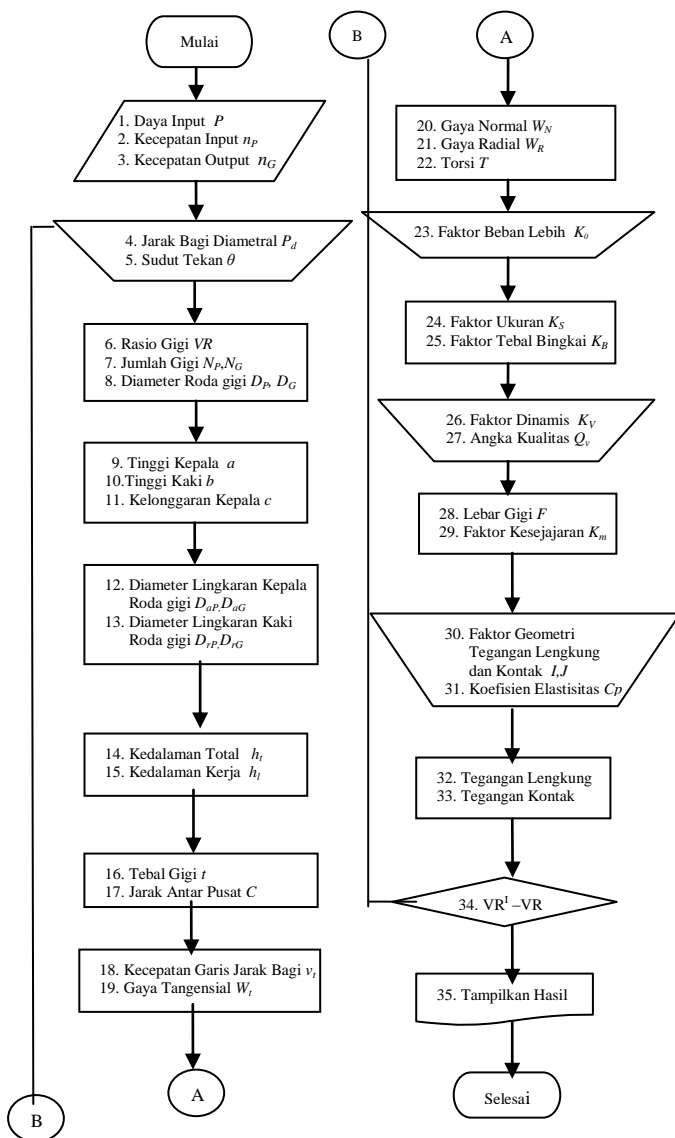 Mulai
1. Daya Input P
2. Kecepatan Input nP
3. Kecepatan Output nG
4. Jarak Bagi Diametral Pd
5. Sudut Tekan θ
6. Rasio Gigi VR
7. Jumlah Gigi NP,NG
8. Diameter Roda gigi DP, DG
9. Tinggi Kepala a
10.Tinggi Kaki b
11. Kelonggaran Kepala c
12. Diameter Lingkaran Kepala
Roda gigi DaP,DaG
13. Diameter Lingkaran Kaki
Roda gigi DrP,DrG
14. Kedalaman Total ht
15. Kedalaman Kerja hl
16. Tebal Gigi t
17. Jarak Antar Pusat C
18. Kecepatan Garis Jarak Bagi vt
19. Gaya Tangensial Wt
A
B
B
A
20. Gaya Normal WN
21. Gaya Radial WR
22. Torsi T
23. Faktor Beban Lebih Ko
24. Faktor Ukuran KS
25. Faktor Tebal Bingkai KB
26. Faktor Dinamis KV
27. Angka Kualitas Qv
28. Lebar Gigi F
29. Faktor Kesejajaran Km
30. Faktor Geometri
Tegangan Lengkung
dan Kontak I,J
31. Koefisien Elastisitas Cp
32. Tegangan Lengkung
33. Tegangan Kontak
34. VR^I –VR
35. Tampilkan Hasil
Selesai